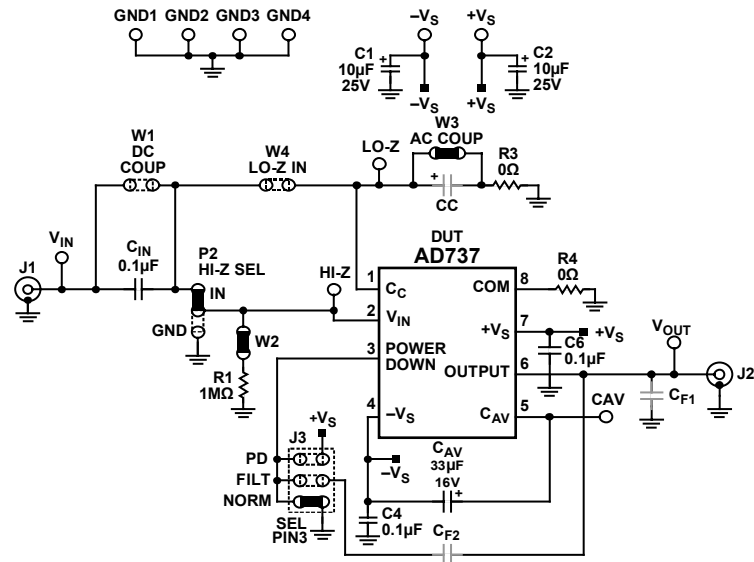 GND1 GND2 GND3 GND4
–VS +VS
C1
10µF
25V
C2
10µF
25V
–VS +VS
W1
DC
COUP
W4
LO-Z IN
LO-Z
W3
AC COUP
+
CC
R3
0Ω
VIN
J1
CIN
0.1µF
P2
HI-Z SEL
IN
GND
HI-Z
W2
R1
1MΩ
DUT
AD737
1 CC
2 VIN
3 POWER
DOWN
4 –VS
COM 8
+VS 7
OUTPUT 6
CAV 5
R4
0Ω
+VS
C6
0.1µF
VOUT
J2
CF1
CAV
+VS
J3
PD
FILT
NORM
SEL
PIN3
–VS
C4
0.1µF
CAV
33µF
16V
+
CF2